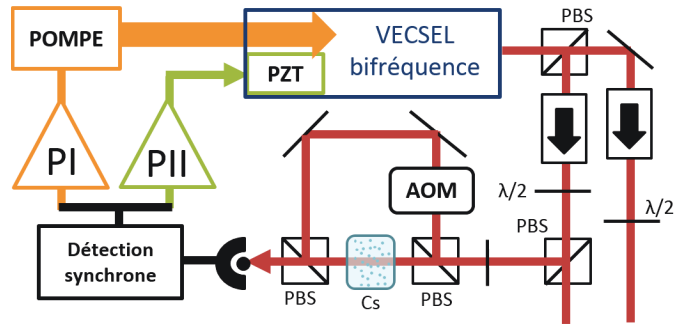 POMPE
VECSEL
bifréquence
PZT
PBS
PI
PII
AOM
λ/2
λ/2
PBS
Détection
synchrone
PBS
Cs
PBS